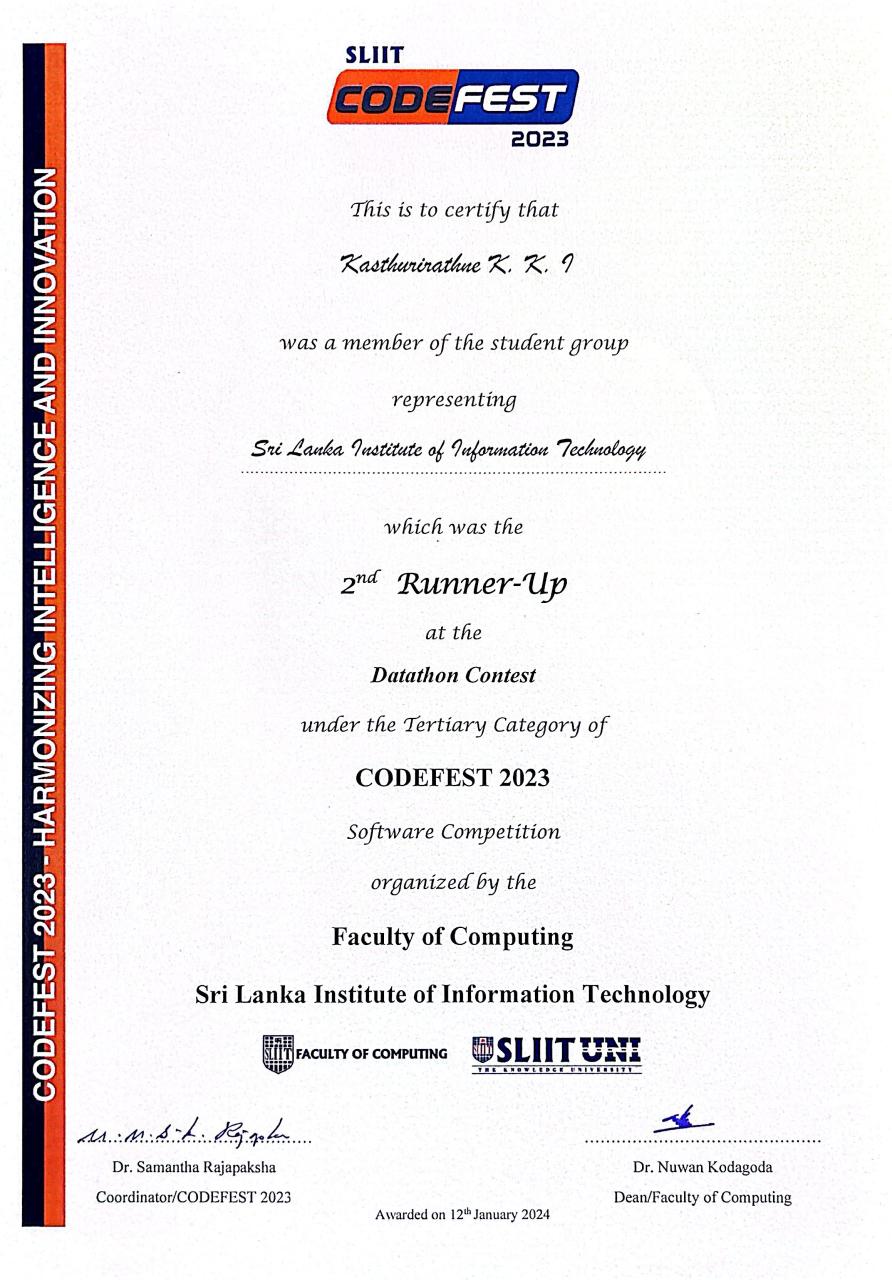 SLIIT
CODEFEST
2023
CODEFEST 2023 - HARMONIZING INTELLIGENCE AND INNOVATION
This is to certify that
Kasthurirathne K. K. I
was a member of the student group
representing
Sri Lanka Institute of Information Technology
which was the
2nd Runner-Up
at the
Datathon Contest
under the Tertiary Category of
CODEFEST 2023
Software Competition
organized by the
Faculty of Computing
Sri Lanka Institute of Information Technology
SLIIT FACULTY OF COMPUTING
SLIIT UNI
THE KNOWLEDGE UNIVERSITY
Dr. Samantha Rajapaksha
Coordinator/CODEFEST 2023
Dr. Nuwan Kodagoda
Dean/Faculty of Computing
Awarded on 12th January 2024